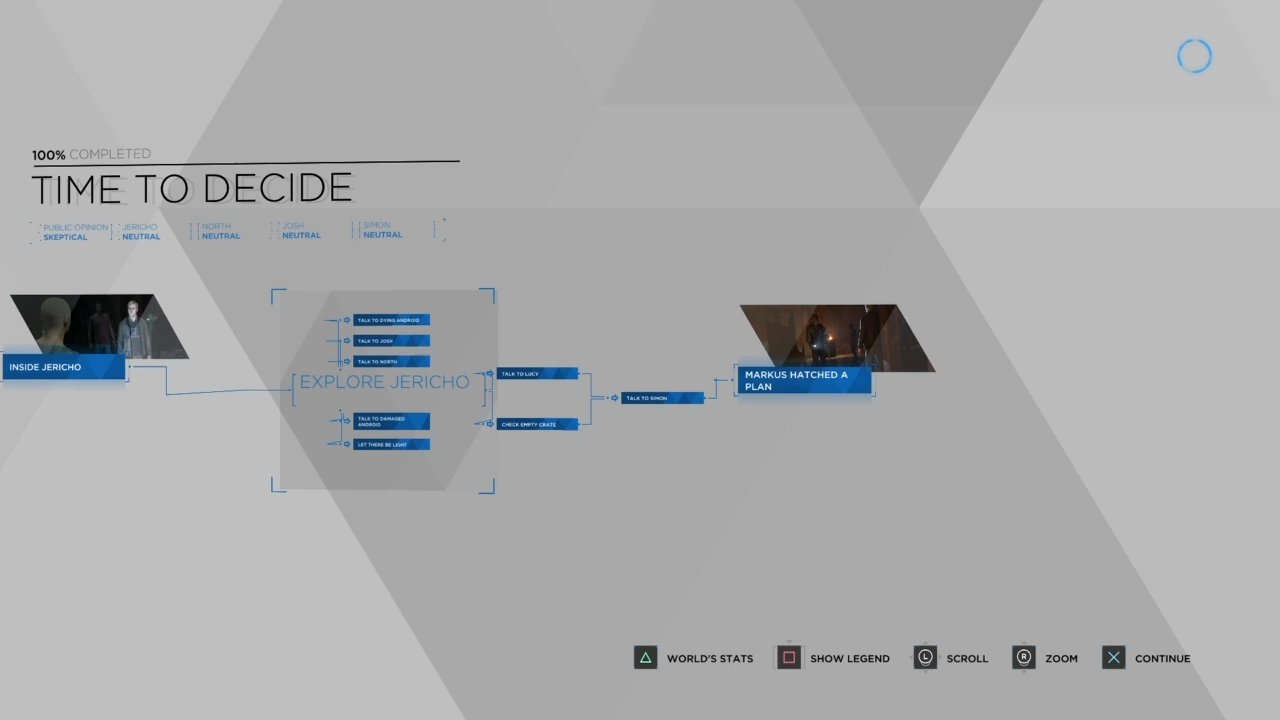 100% COMPLETED
TIME TO DECIDE
PUBLIC OPINION
SKEPTICAL
JERICHO
NEUTRAL
NORTH
NEUTRAL
JOSH
NEUTRAL
SIMON
NEUTRAL
INSIDE JERICHO
TALK TO DYING ANDROID
TALK TO JOSH
TALK TO NORTH
EXPLORE JERICHO
TALK TO DAMAGED
ANDROID
LET THERE BE LIGHT
TALK TO LUCY
CHECK EMPTY CRATE
TALK TO SIMON
MARKUS HATCHED A
PLAN
WORLD'S STATS
SHOW LEGEND
L SCROLL
R ZOOM
CONTINUE